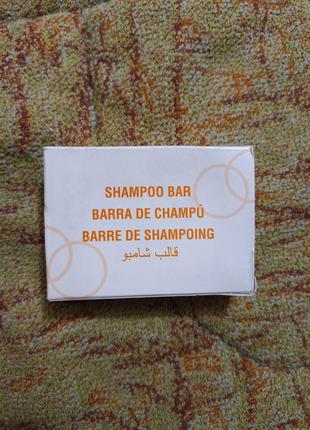 SHAMPOO BAR
BARRA DE CHAMPÚ
BARRE DE SHAMPOING
قالب شامبو